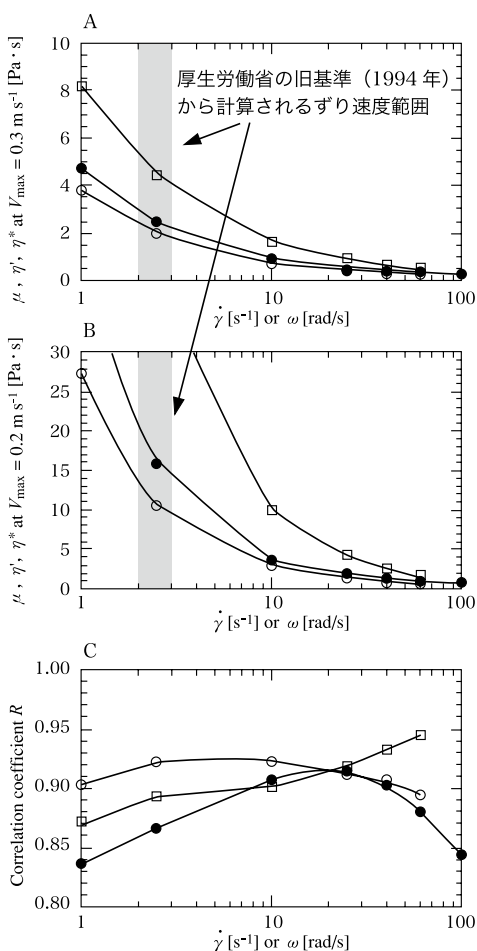 A
10
8
6
4
2
0
μ, η', η* at Vmax = 0.3 m s⁻¹ [Pa・s]
厚生労働省の旧基準（1994 年）
から計算されるずり速度範囲
1
10
100
γ̇ [s⁻¹] or ω [rad/s]
B
30
25
20
15
10
5
0
μ, η', η* at Vmax = 0.2 m s⁻¹ [Pa・s]
1
10
100
γ̇ [s⁻¹] or ω [rad/s]
C
1.00
0.95
0.90
0.85
0.80
Correlation coefficient R
1
10
100
γ̇ [s⁻¹] or ω [rad/s]